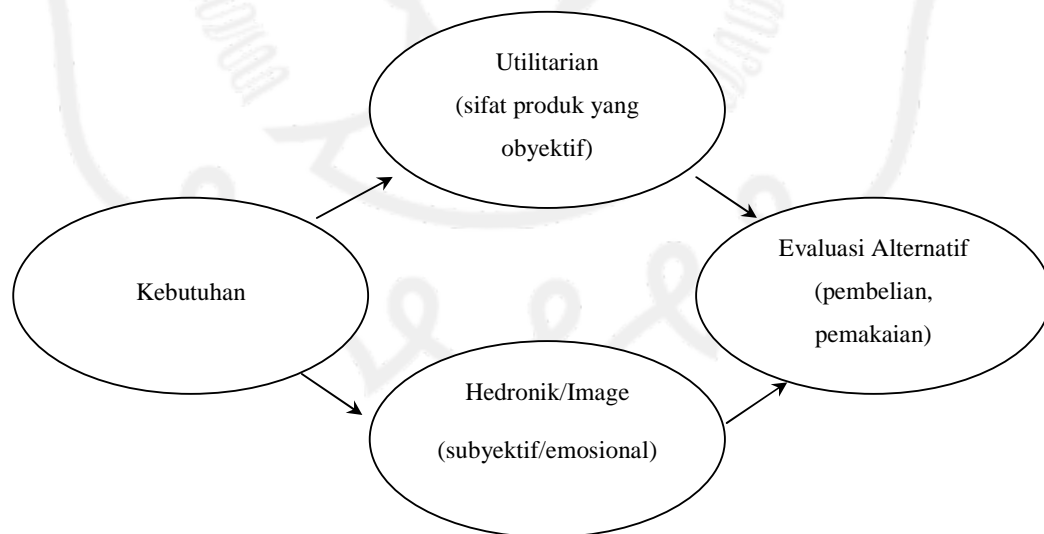 Utilitarian
(sifat produk yang
obyektif)
Kebutuhan
Evaluasi Alternatif
(pembelian,
pemakaian)
Hedronik/Image
(subyektif/emosional)